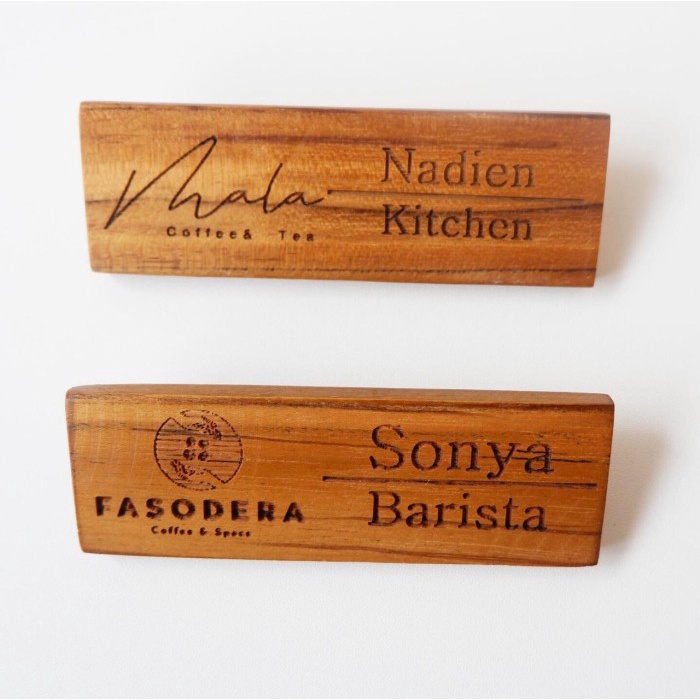 Mala
Coffee & Tea
Nadien
Kitchen
FASODERA
Coffee & Space
Sonya
Barista